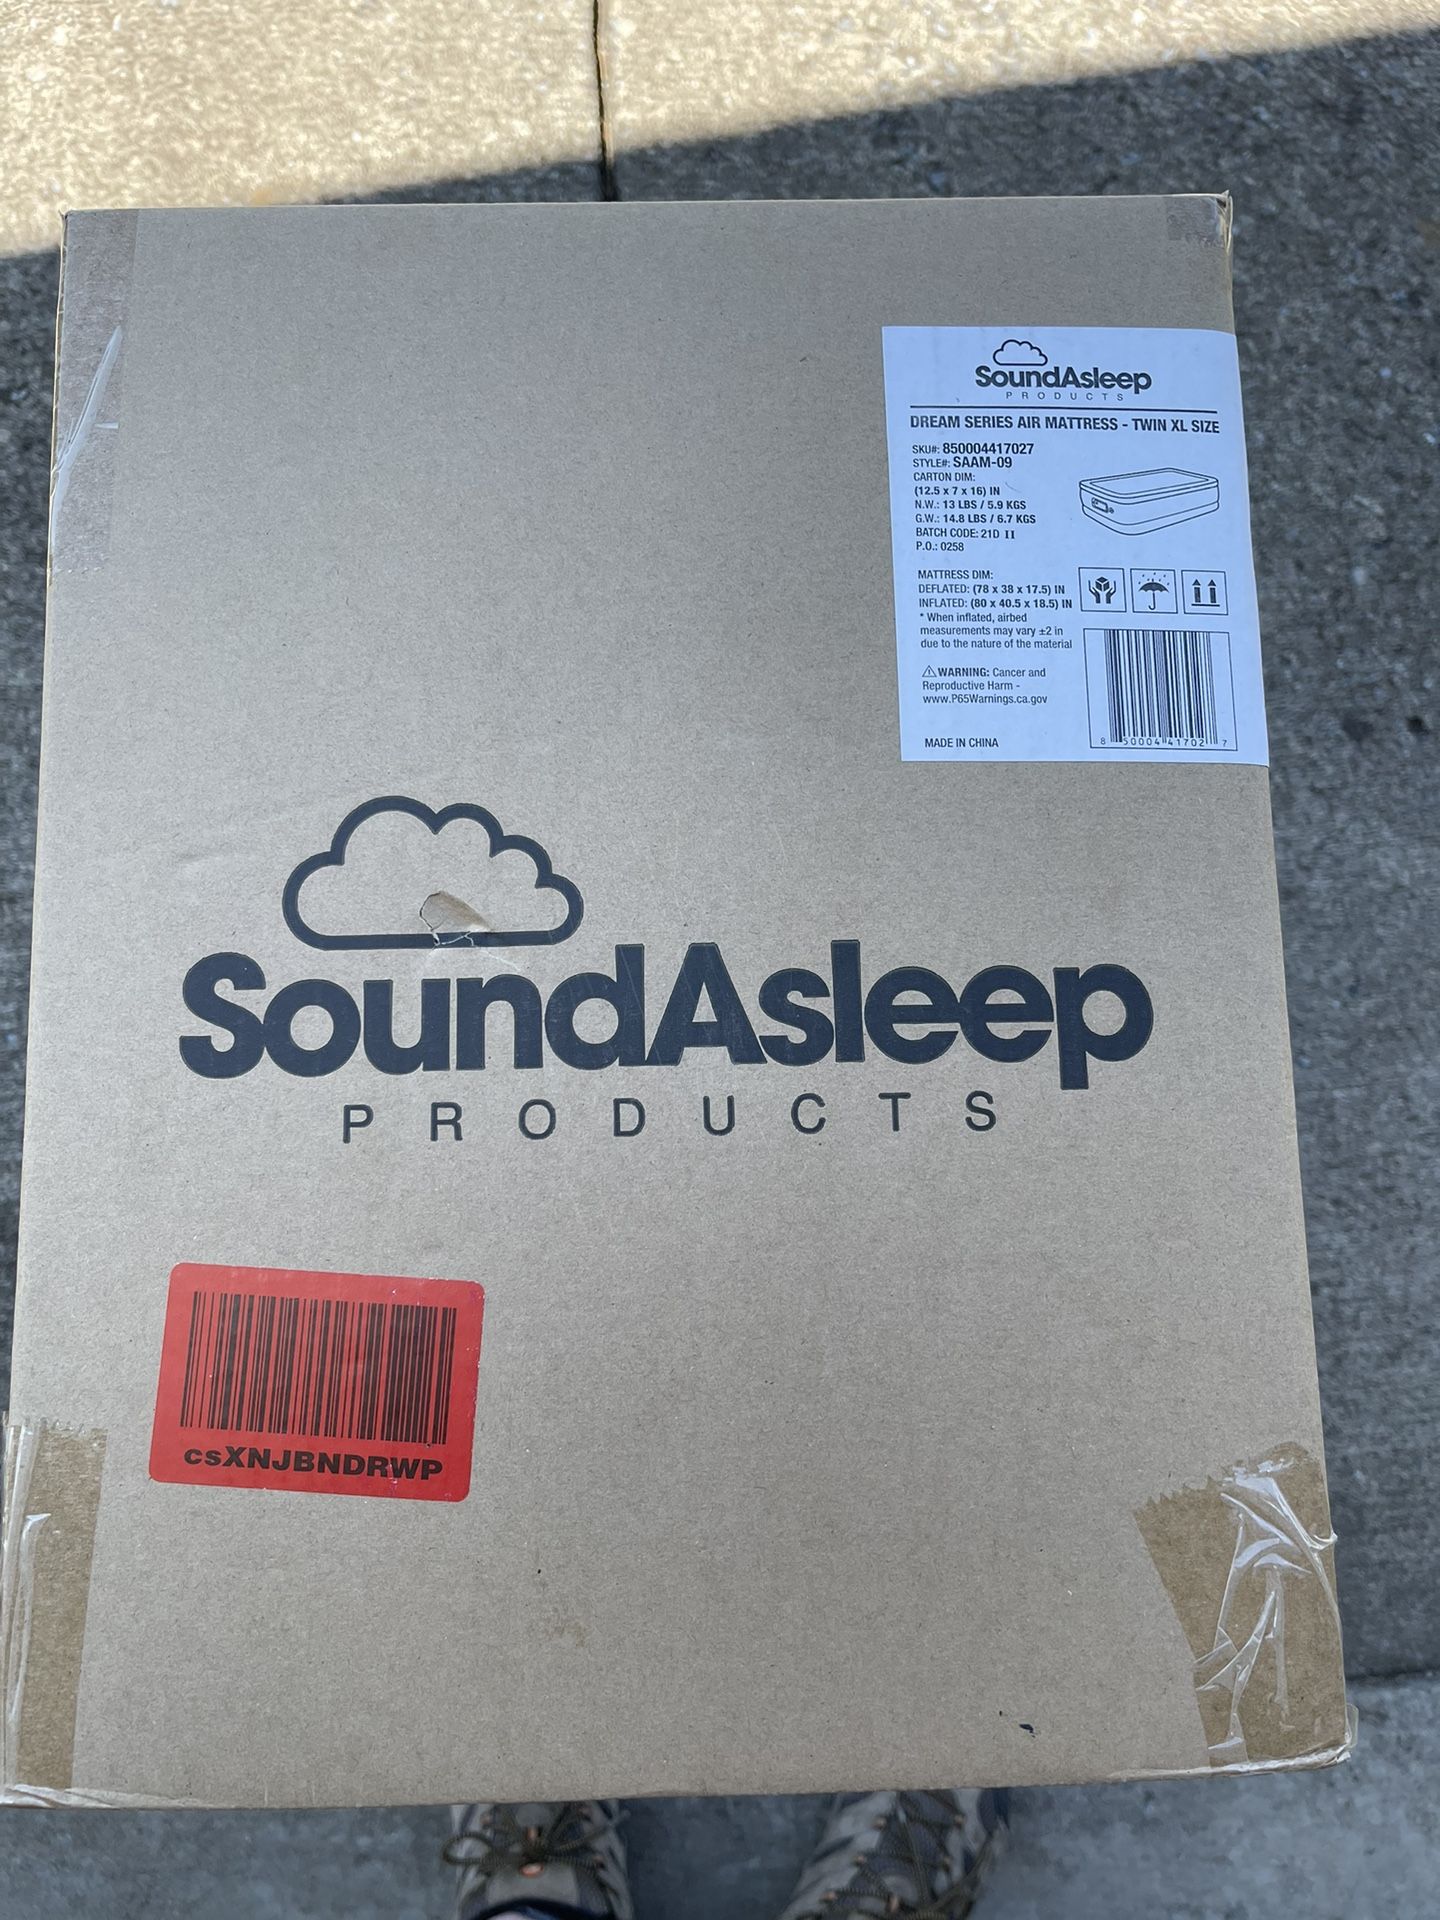 SoundAsleep
PRODUCTS
DREAM SERIES AIR MATTRESS - TWIN XL SIZE
SKU#: 850004417027
STYLE#: SAAM-09
CARTON DIM:
(12.5 x 7 x 16) IN
N.W.: 13 LBS / 5.9 KGS
G.W.: 14.8 LBS / 6.7 KGS
BATCH CODE: 21D II
P.O.: 0258
MATTRESS DIM:
DEFLATED: (78 x 38 x 17.5) IN
INFLATED: (80 x 40.5 x 18.5) IN
* When inflated, airbed
measurements may vary ±2 in
due to the nature of the material
⚠WARNING: Cancer and
Reproductive Harm -
www.P65Warnings.ca.gov
MADE IN CHINA
8 50004 41702 7
SoundAsleep
PRODUCTS
csXNJBNDRWP